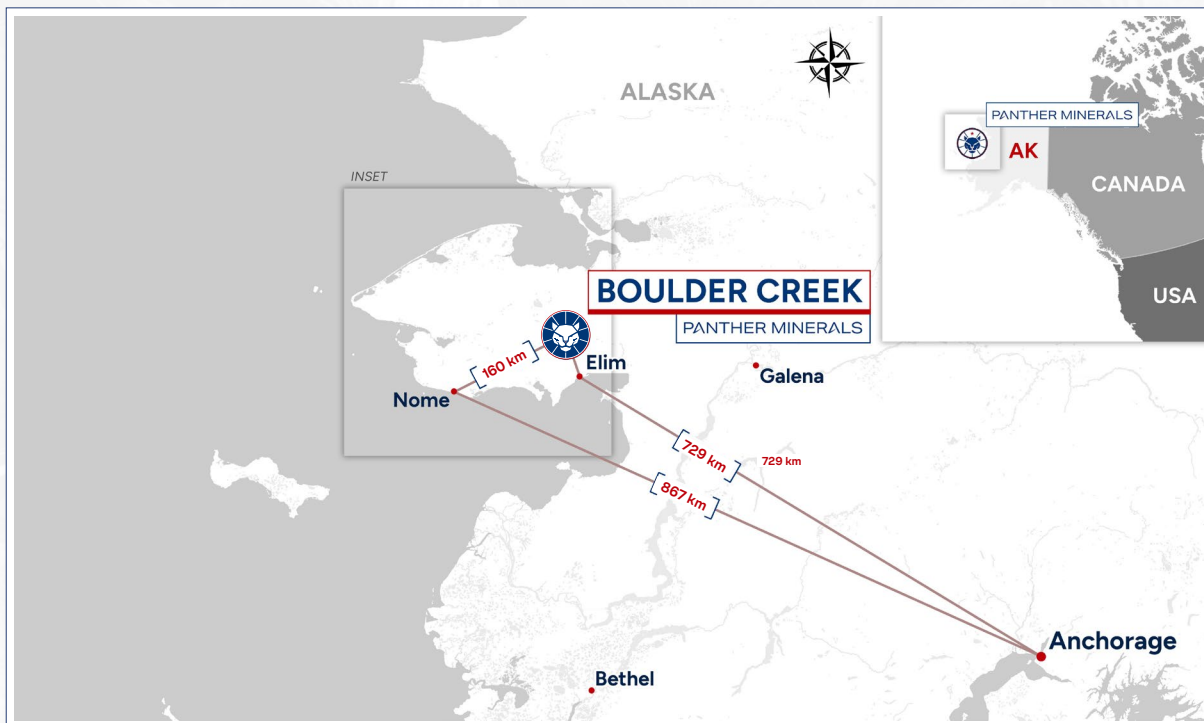 ALASKA
PANTHER MINERALS
AK
CANADA
USA
INSET
BOULDER CREEK
PANTHER MINERALS
160 km
Elim
Galena
Nome
729 km
729 km
867 km
Anchorage
Bethel